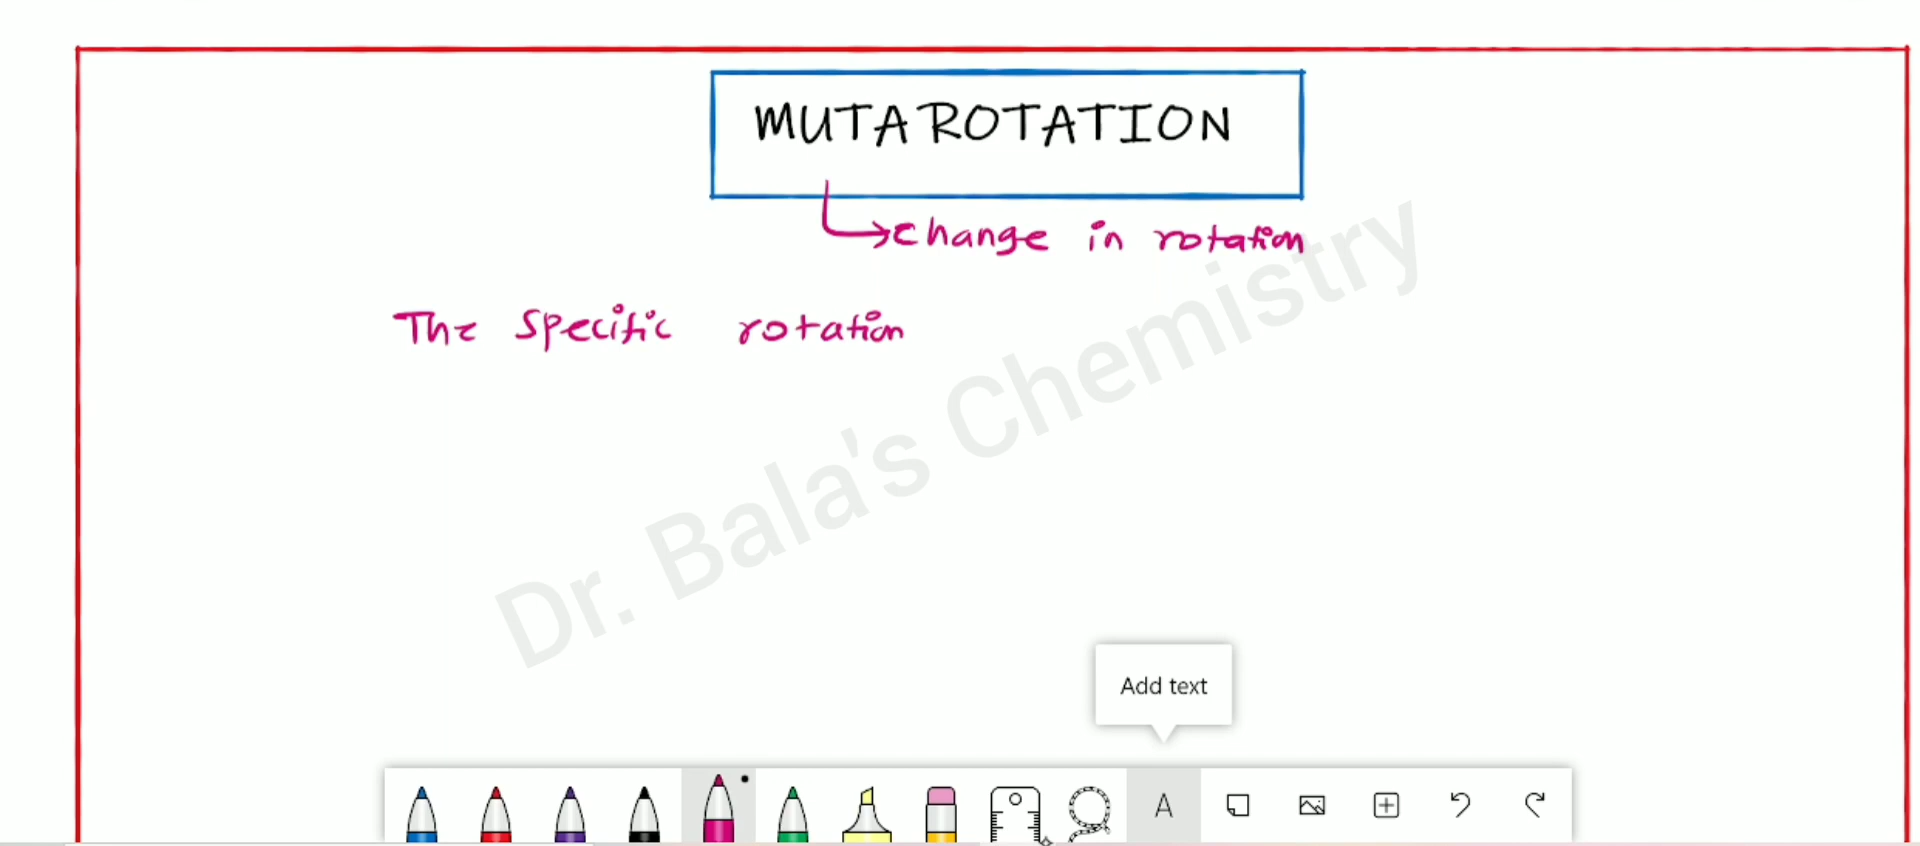 MUTAROTATION
change in rotation
The specific rotation
Dr. Bala's Chemistry
Add text
A